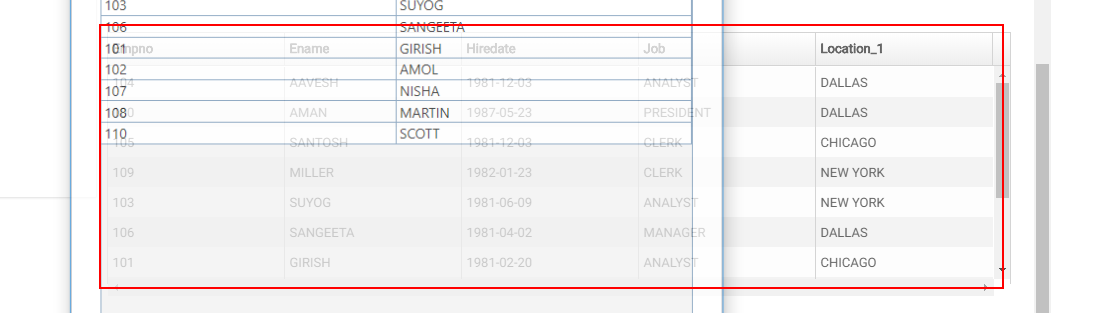 103 SUYOG
106 SANGEETA
Empno Ename Hiredate Job Location_1
101 GIRISH
102 AMOL
104 AAVESH 1981-12-03 ANALYST DALLAS
107 NISHA
AMAN 1987-05-23 PRESIDENT DALLAS
108 MARTIN
110 SCOTT
105 SANTOSH 1981-12-03 CLERK CHICAGO
109 MILLER 1982-01-23 CLERK NEW YORK
103 SUYOG 1981-06-09 ANALYST NEW YORK
106 SANGEETA 1981-04-02 MANAGER DALLAS
101 GIRISH 1981-02-20 ANALYST CHICAGO